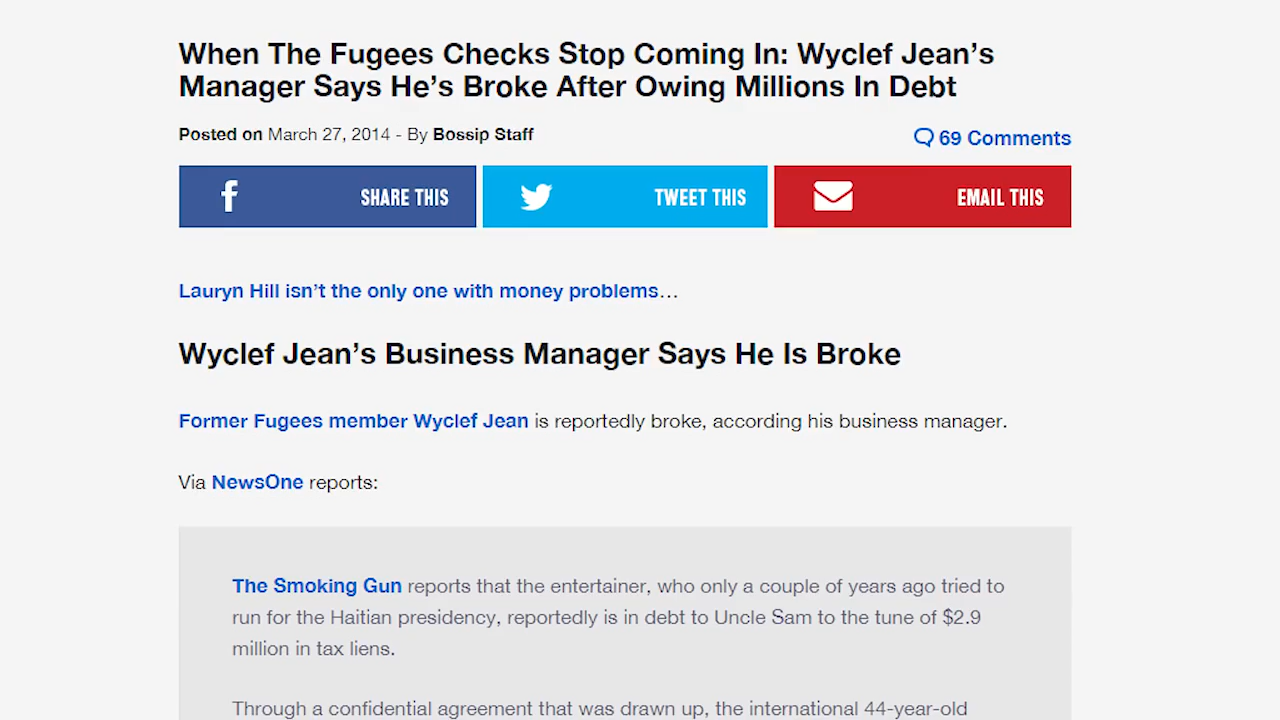 When The Fugees Checks Stop Coming In: Wyclef Jean’s
Manager Says He’s Broke After Owing Millions In Debt
Posted on March 27, 2014 - By Bossip Staff
69 Comments
SHARE THIS
TWEET THIS
EMAIL THIS
Lauryn Hill isn’t the only one with money problems…
Wyclef Jean’s Business Manager Says He Is Broke
Former Fugees member Wyclef Jean is reportedly broke, according his business manager.
Via NewsOne reports:
The Smoking Gun reports that the entertainer, who only a couple of years ago tried to
run for the Haitian presidency, reportedly is in debt to Uncle Sam to the tune of $2.9
million in tax liens.
Through a confidential agreement that was drawn up, the international 44-year-old